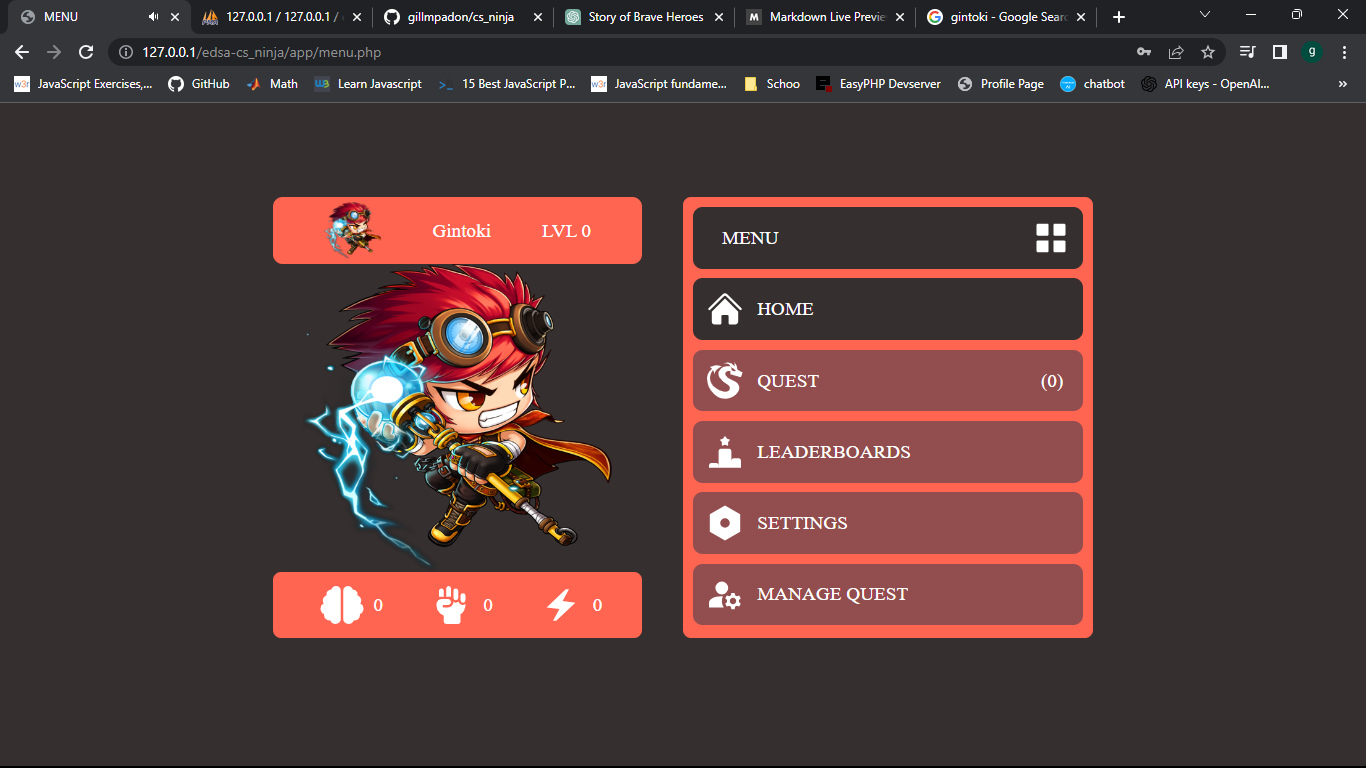 MENU
127.0.0.1 / 127.0.0.1 /
gillmpadon/cs_ninja
Story of Brave Heroes
Markdown Live Previe
gintoki - Google Searc
127.0.0.1/edsa-cs_ninja/app/menu.php
g
w3r JavaScript Exercises,...
GitHub
Math
Learn Javascript
15 Best JavaScript P...
w3r JavaScript fundame...
Schoo
EasyPHP Devserver
Profile Page
chatbot
API keys - OpenAI...
Gintoki
LVL 0
0
0
0
MENU
HOME
QUEST
(0)
LEADERBOARDS
SETTINGS
MANAGE QUEST